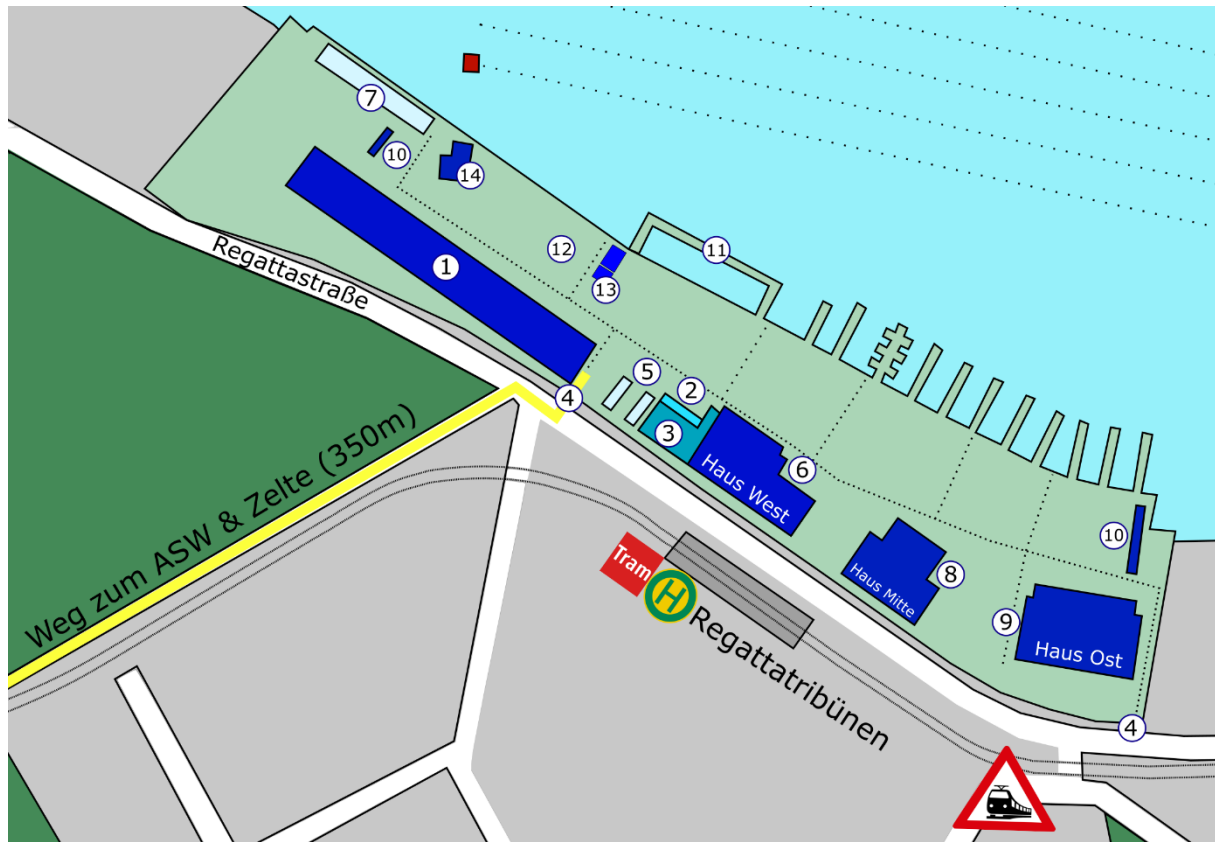 7
10
14
Regattastraße
1
12
11
13
5
2
4
3
Haus West
6
Weg zum ASW & Zelte (350m)
Tram
H
Regattatribünen
Haus Mitte
8
10
9
Haus Ost
4